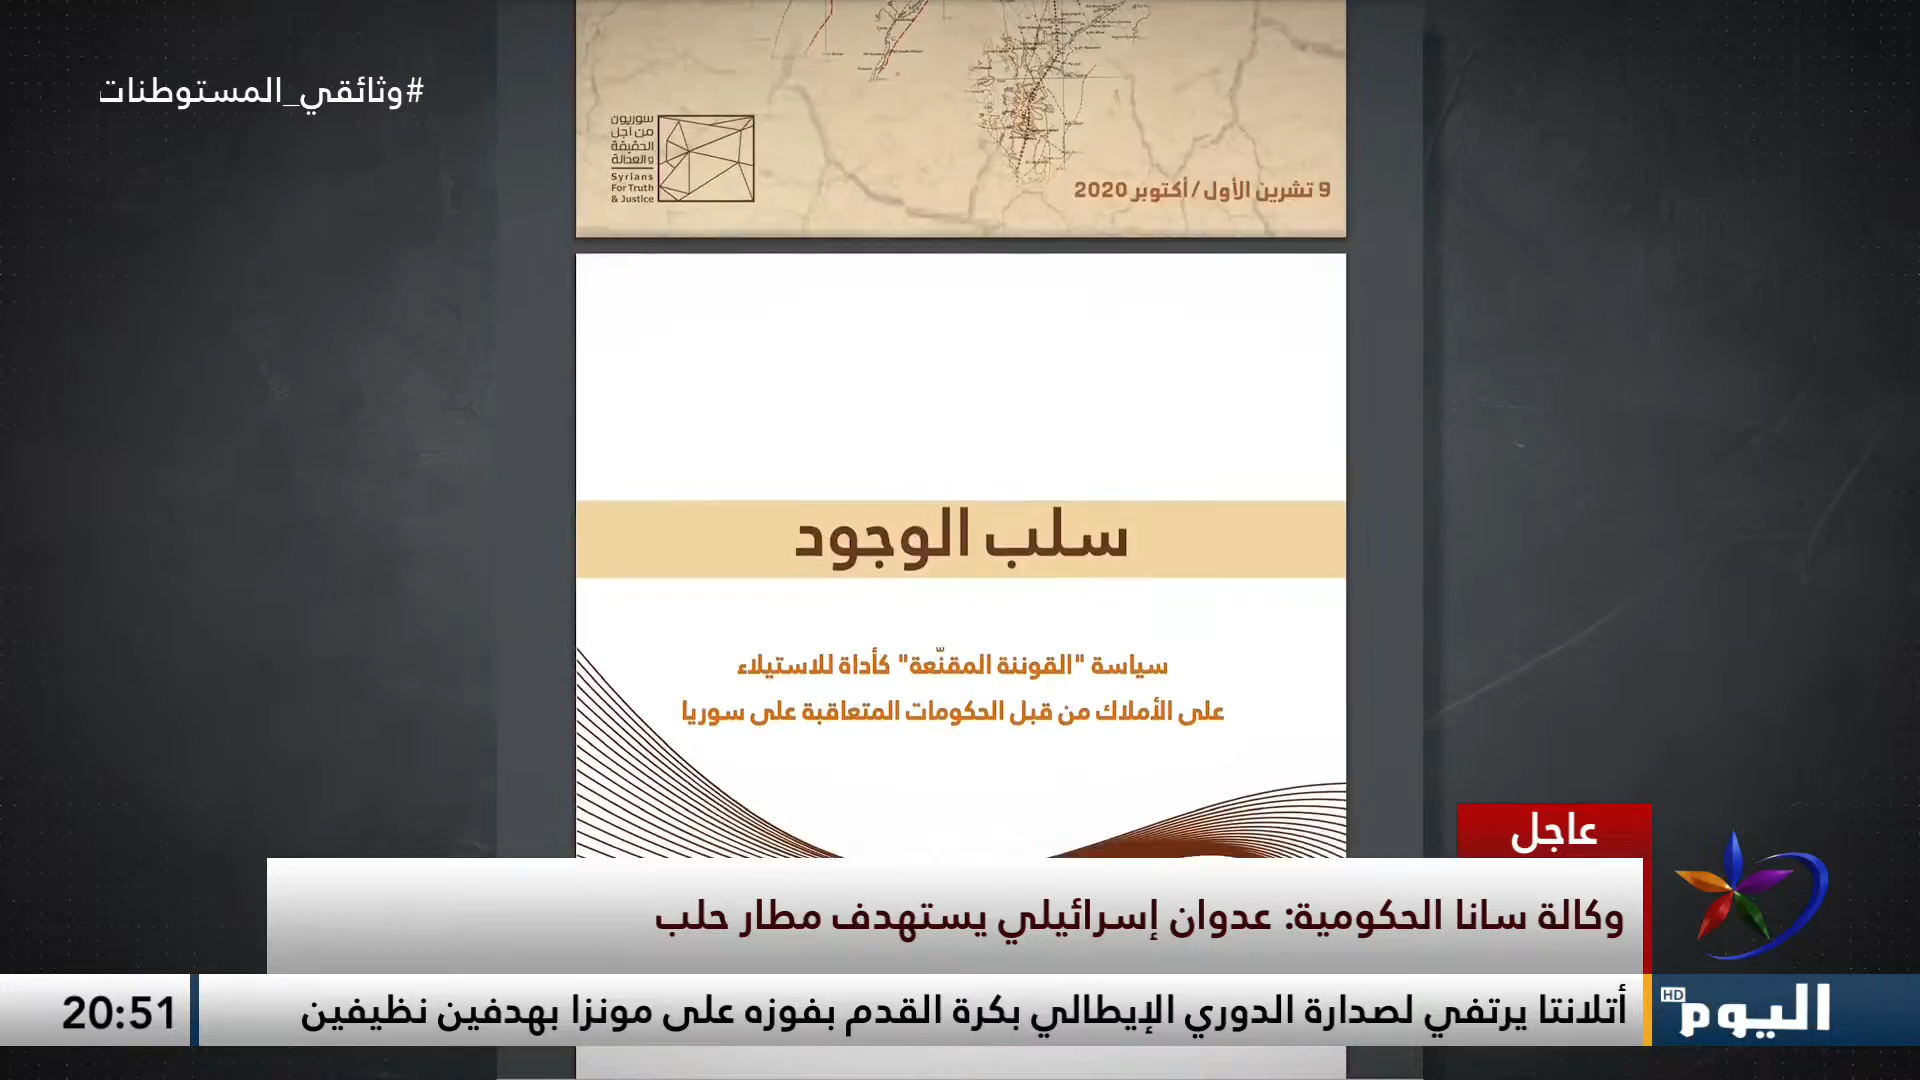 #وثائقي_المستوطنات
سوريون
من أجل
الحقيقة
والعدالة
Syrians
For Truth
& Justice
9 تشرين الأول / أكتوبر 2020
سلب الوجود
سياسة "القوننة المقنّعة" كأداة للاستيلاء
على الأملاك من قبل الحكومات المتعاقبة على سوريا
عاجل
وكالة سانا الحكومية: عدوان إسرائيلي يستهدف مطار حلب
أتلانتا يرتفي لصدارة الدوري الإيطالي بكرة القدم بفوزه على مونزا بهدفين نظيفين
20:51
اليوم HD